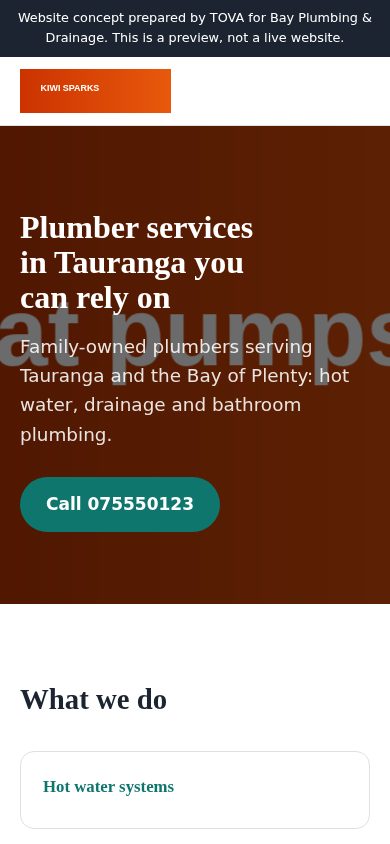 Website concept prepared by TOVA for Bay Plumbing &
Drainage. This is a preview, not a live website.
KIWI SPARKS
Plumber services
in Tauranga you
can rely on
at pumps
Family-owned plumbers serving
Tauranga and the Bay of Plenty: hot
water, drainage and bathroom
plumbing.
Call 075550123
What we do
Hot water systems